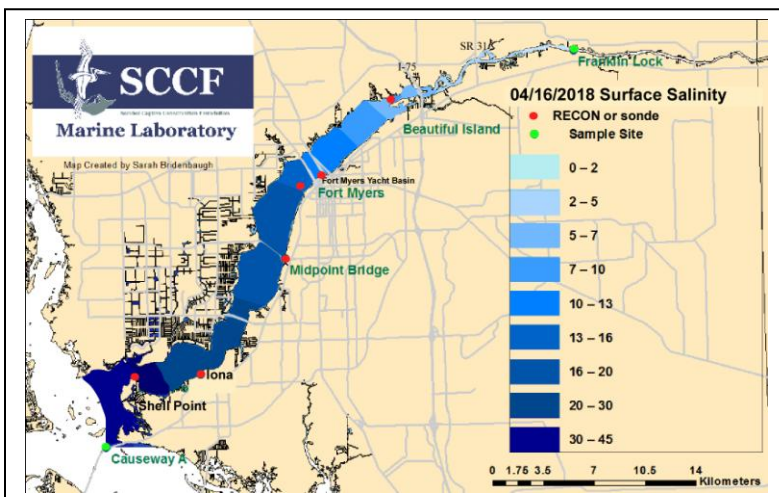 SCCF
Marine Laboratory
Map Created by Sarah Bridenbaugh
I-75
SR 31
Franklin Lock
Beautiful Island
Fort Myers Yacht Basin
Fort Myers
Midpoint Bridge
Iona
Shell Point
Causeway A
04/16/2018 Surface Salinity
RECON or sonde
Sample Site
0 – 2
2 – 5
5 – 7
7 – 10
10 – 13
13 – 16
16 – 20
20 – 30
30 – 45
0 1.75 3.5 7 10.5 14
Kilometers